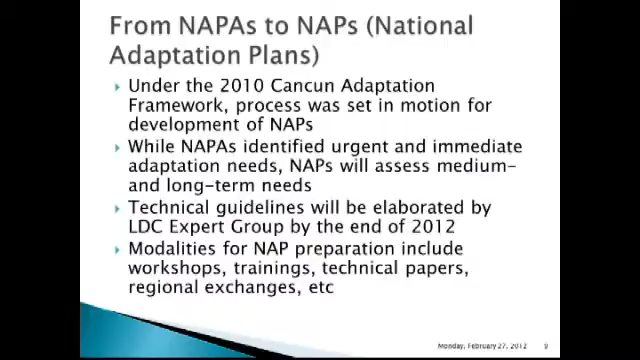 From NAPAs to NAPs (National
Adaptation Plans)
Under the 2010 Cancun Adaptation
Framework, process was set in motion for
development of NAPs
While NAPAs identified urgent and immediate
adaptation needs, NAPs will assess medium-
and long-term needs
Technical guidelines will be elaborated by
LDC Expert Group by the end of 2012
Modalities for NAP preparation include
workshops, trainings, technical papers,
regional exchanges, etc
Monday, February 27, 2012 9